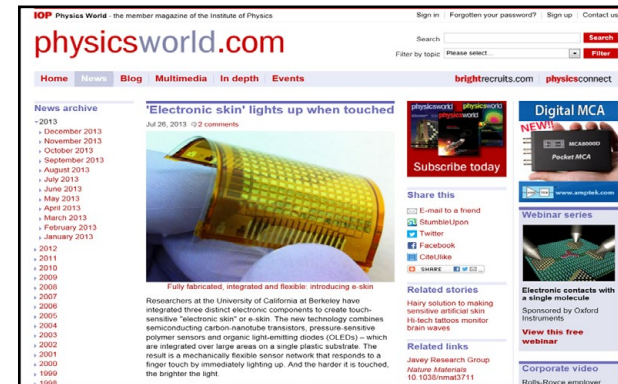 IOP Physics World - the member magazine of the Institute of Physics
Sign in Forgotten your password? Sign up Contact us
physicsworld.com
Search
Search
Filter by topic Please select... Filter
Home News Blog Multimedia In depth Events
brightrecruits.com physicsconnect
News archive
2013
December 2013
November 2013
October 2013
September 2013
August 2013
July 2013
June 2013
May 2013
April 2013
March 2013
February 2013
January 2013
2012
2011
2010
2009
2008
2007
2006
2005
2004
2003
2002
2001
2000
1999
1998
'Electronic skin' lights up when touched
Jul 26, 2013 2 comments
Fully fabricated, integrated and flexible: introducing e-skin
Researchers at the University of California at Berkeley have
integrated three distinct electronic components to create touch-
sensitive "electronic skin" or e-skin. The new technology combines
semiconducting carbon-nanotube transistors, pressure-sensitive
polymer sensors and organic light-emitting diodes (OLEDs) – which
are integrated over large areas on a single plastic substrate. The
result is a mechanically flexible sensor network that responds to a
finger touch by immediately lighting up. And the harder it is touched,
the brighter the light.
physicsworld physicsworld
physicsworld
Subscribe today
Share this
E-mail to a friend
StumbleUpon
Twitter
Facebook
CiteUlike
SHARE
Related stories
Hairy solution to making
sensitive artificial skin
Hi-tech tattoos monitor
brain waves
Related links
Javey Research Group
Nature Materials
10.1038/nmat3711
Digital MCA
NEW!!
MCA8000D
Pocket MCA
www.amptek.com
Webinar series
Electronic contacts with
a single molecule
Sponsored by Oxford
Instruments
View this free
webinar
Corporate video
Rolls-Royce employer